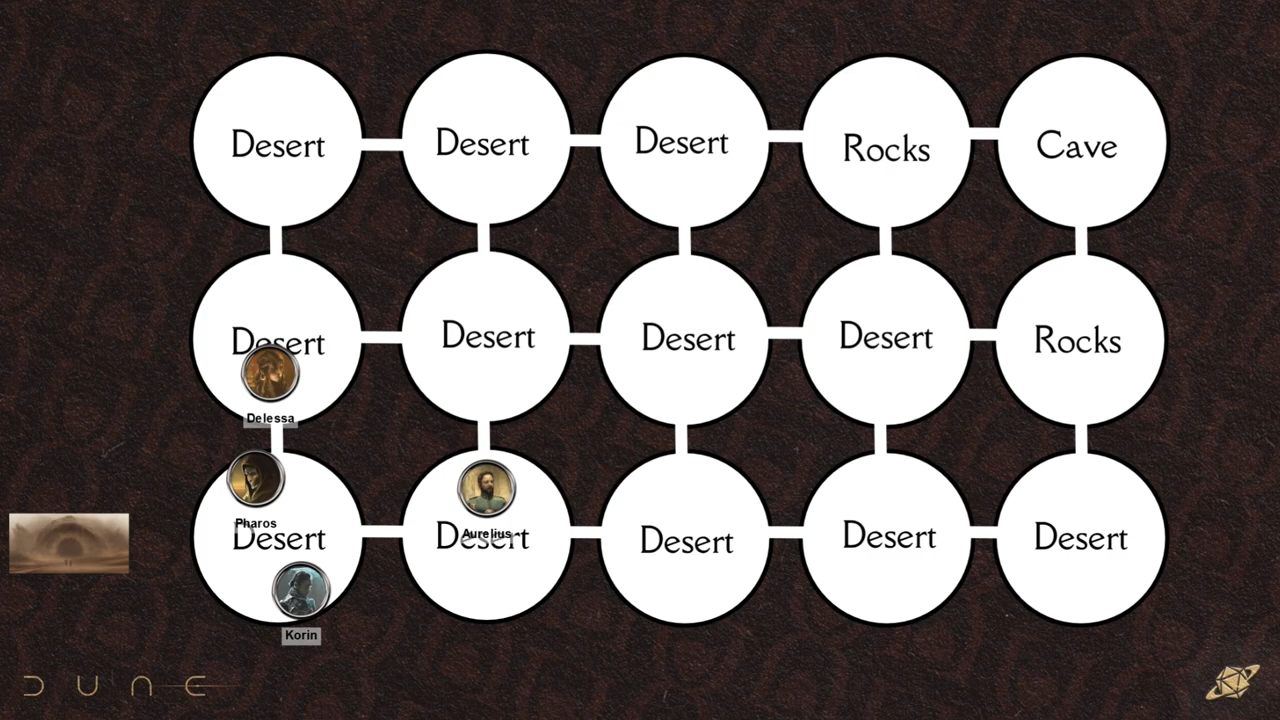 Desert Desert Desert Rocks Cave
Desert Desert Desert Desert Rocks
Delessa
Pharos Aurelius
Desert Desert Desert Desert Desert
Korin
DUNE